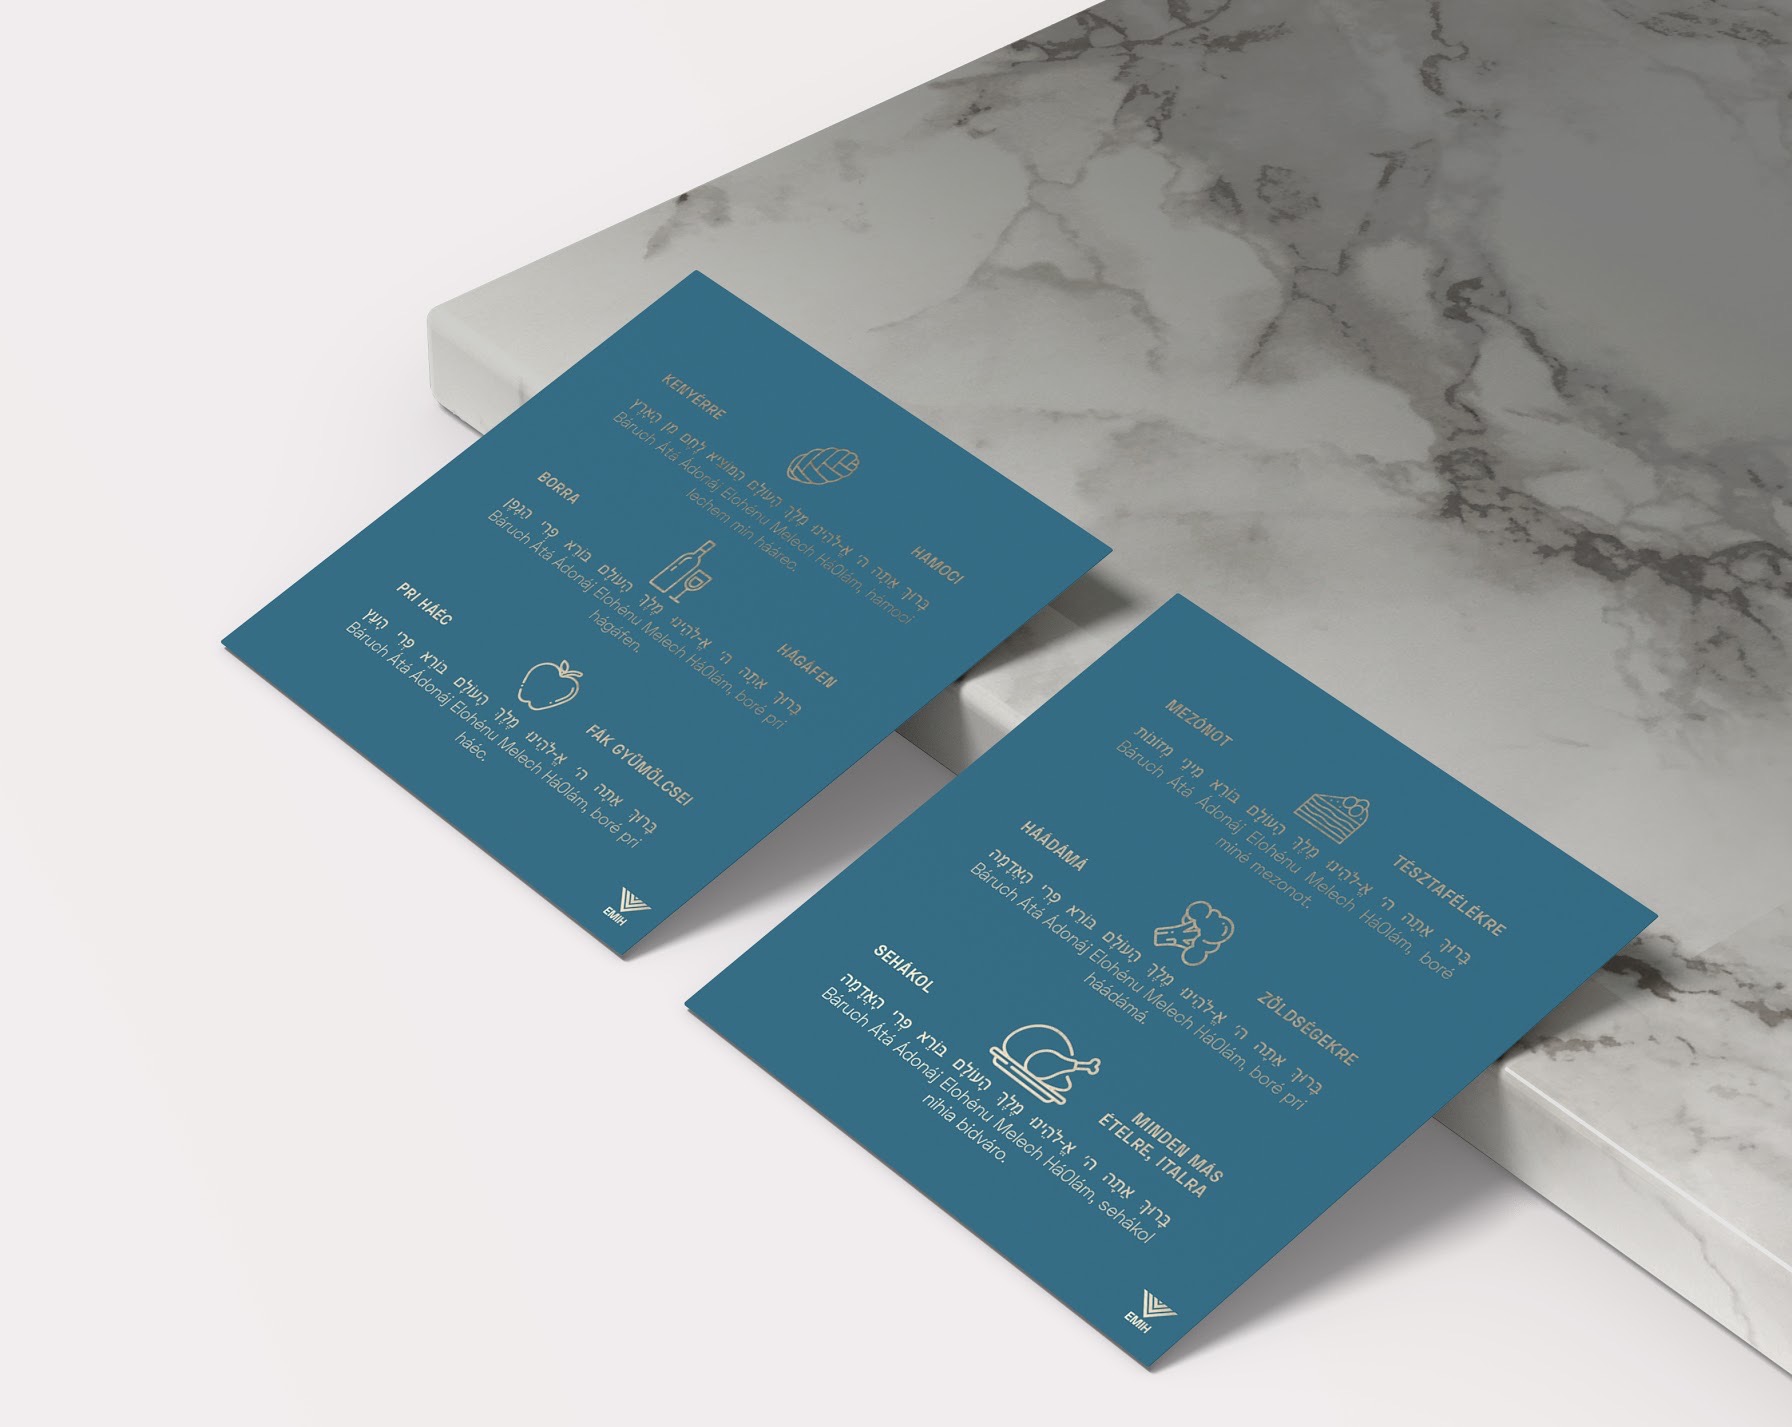 KENYÉRRE
HAMOCI
בָּרוּךְ אַתָּה ה' אֱ-לֹהֵינוּ מֶלֶךְ הָעוֹלָם הַמּוֹצִיא לֶחֶם מִן הָאָרֶץ
Báruch Átá Ádonáj Elohénu Melech HáOlám, hámoci
lechem min háárec.
BORRA
HÁGÁFEN
בָּרוּךְ אַתָּה ה' אֱ-לֹהֵינוּ מֶלֶךְ הָעוֹלָם בּוֹרֵא פְּרִי הַגָּפֶן
Báruch Átá Ádonáj Elohénu Melech HáOlám, boré pri
hágáfen.
PRI HÁÉC
FÁK GYÜMÖLCSEI
בָּרוּךְ אַתָּה ה' אֱ-לֹהֵינוּ מֶלֶךְ הָעוֹלָם בּוֹרֵא פְּרִי הָעֵץ
Báruch Átá Ádonáj Elohénu Melech HáOlám, boré pri
háéc.
EMIH
MEZÓNOT
TÉSZTAFÉLÉKRE
בָּרוּךְ אַתָּה ה' אֱ-לֹהֵינוּ מֶלֶךְ הָעוֹלָם בּוֹרֵא מִינֵי מְזוֹנוֹת
Báruch Átá Ádonáj Elohénu Melech HáOlám, boré
miné mezonot.
HÁÁDÁMÁ
ZÖLDSÉGEKRE
בָּרוּךְ אַתָּה ה' אֱ-לֹהֵינוּ מֶלֶךְ הָעוֹלָם בּוֹרֵא פְּרִי הָאֲדָמָה
Báruch Átá Ádonáj Elohénu Melech HáOlám, boré pri
háádámá.
SEHÁKOL
MINDEN MÁS
ÉTELRE, ITALRA
בָּרוּךְ אַתָּה ה' אֱ-לֹהֵינוּ מֶלֶךְ הָעוֹלָם בּוֹרֵא פְּרִי הָאֲדָמָה
Báruch Átá Ádonáj Elohénu Melech HáOlám, sehákol
nihia bidváro.
EMIH